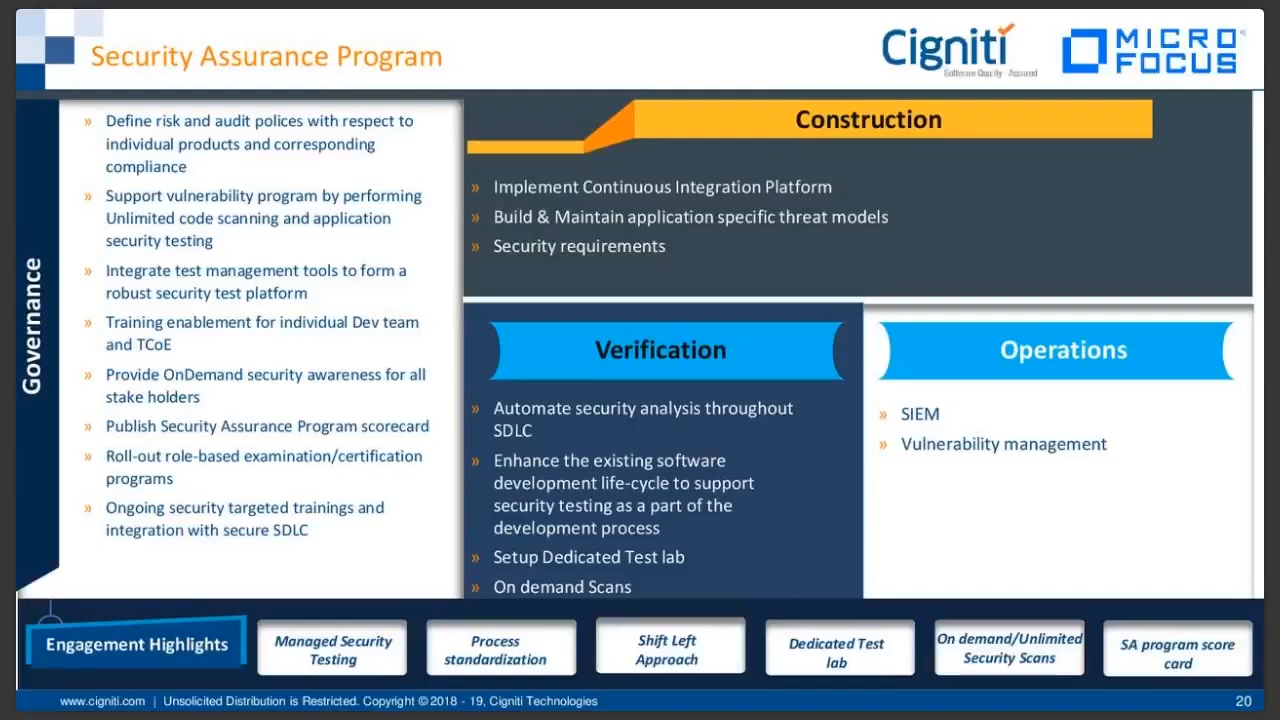 Security Assurance Program
Cigniti
Software Quality Assured
MICRO
FOCUS
Governance
» Define risk and audit polices with respect to
individual products and corresponding
compliance
» Support vulnerability program by performing
Unlimited code scanning and application
security testing
» Integrate test management tools to form a
robust security test platform
» Training enablement for individual Dev team
and TCoE
» Provide OnDemand security awareness for all
stake holders
» Publish Security Assurance Program scorecard
» Roll-out role-based examination/certification
programs
» Ongoing security targeted trainings and
integration with secure SDLC
Construction
» Implement Continuous Integration Platform
» Build & Maintain application specific threat models
» Security requirements
Verification
» Automate security analysis throughout
SDLC
» Enhance the existing software
development life-cycle to support
security testing as a part of the
development process
» Setup Dedicated Test lab
» On demand Scans
Operations
» SIEM
» Vulnerability management
Engagement Highlights
Managed Security
Testing
Process
standardization
Shift Left
Approach
Dedicated Test
lab
On demand/Unlimited
Security Scans
SA program score
card
www.cigniti.com | Unsolicited Distribution is Restricted. Copyright © 2018 - 19, Cigniti Technologies
20